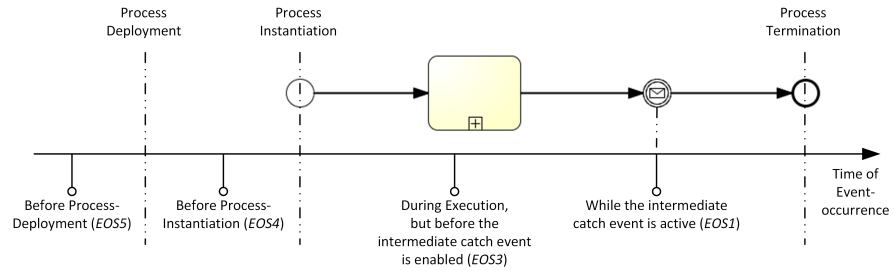 Process
Deployment
Process
Instantiation
Process
Termination
Before Process-
Deployment (EOS5)
Before Process-
Instantiation (EOS4)
During Execution,
but before the
intermediate catch event
is enabled (EOS3)
While the intermediate
catch event is active (EOS1)
Time of
Event-
occurrence